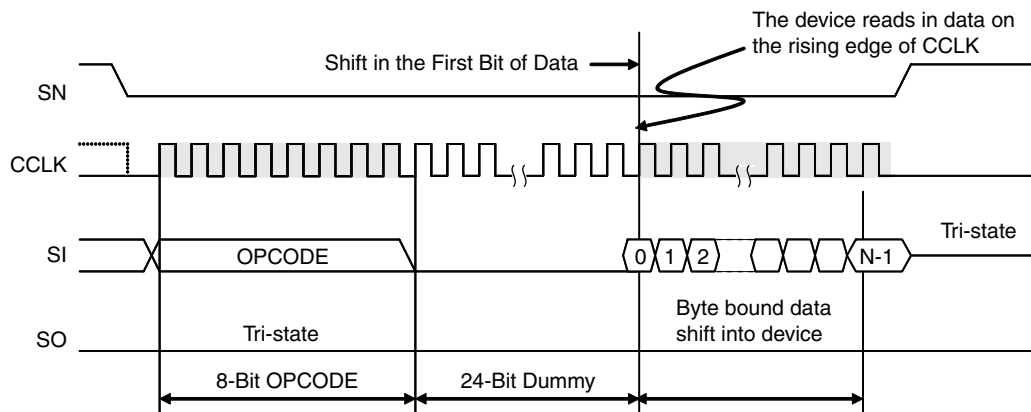 The device reads in data on
the rising edge of CCLK
Shift in the First Bit of Data
SN
CCLK
SI
OPCODE
0
1
2
N-1
Tri-state
Byte bound data
shift into device
SO
Tri-state
8-Bit OPCODE
24-Bit Dummy